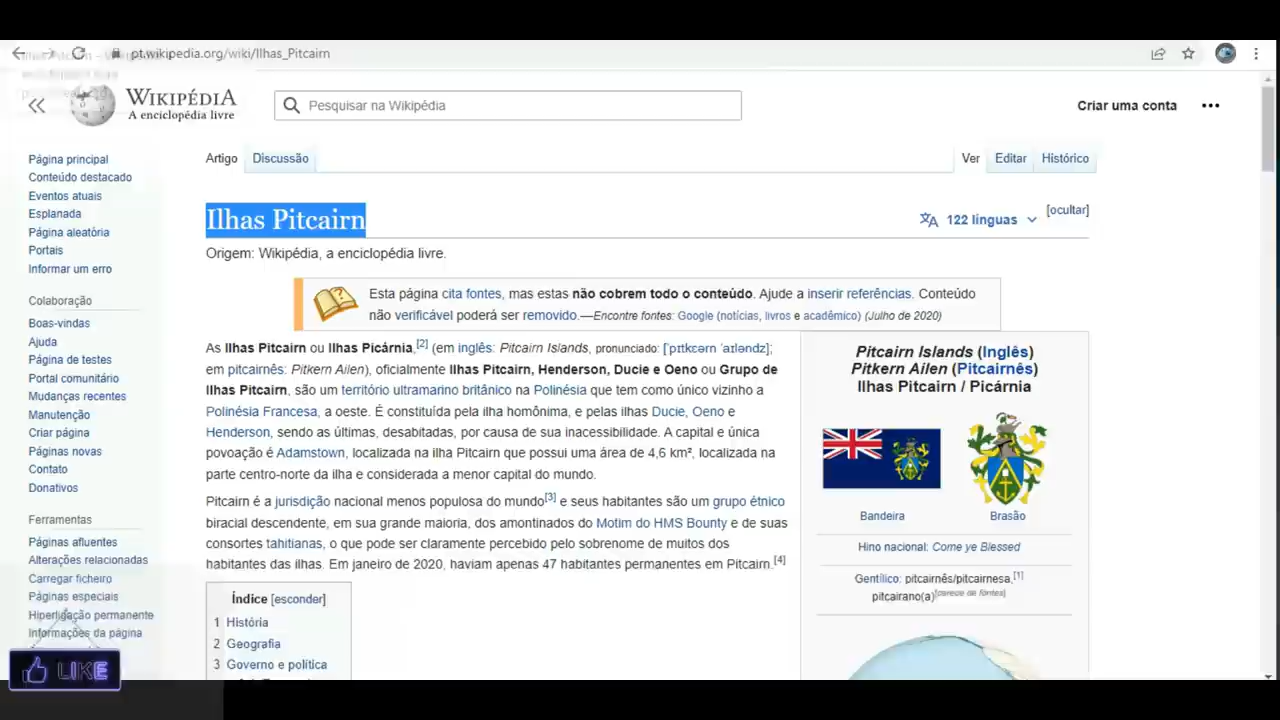 pt.wikipedia.org/wiki/Ilhas_Pitcairn
WIKIPÉDIA
A enciclopédia livre
Pesquisar na Wikipédia
Criar uma conta
Artigo Discussão
Ver Editar Histórico
Página principal
Conteúdo destacado
Eventos atuais
Esplanada
Página aleatória
Portais
Informar um erro
Colaboração
Boas-vindas
Ajuda
Página de testes
Portal comunitário
Mudanças recentes
Manutenção
Criar página
Páginas novas
Contato
Donativos
Ferramentas
Páginas afluentes
Alterações relacionadas
Carregar ficheiro
Páginas especiais
Hiperligação permanente
Informações da página
LIKE
Ilhas Pitcairn
122 línguas
[ocultar]
Origem: Wikipédia, a enciclopédia livre.
Esta página cita fontes, mas estas não cobrem todo o conteúdo. Ajude a inserir referências. Conteúdo
não verificável poderá ser removido.—Encontre fontes: Google (notícias, livros e acadêmico) (Julho de 2020)
As Ilhas Pitcairn ou Ilhas Picárnia,[2] (em inglês: Pitcairn Islands, pronunciado: [ˈpɪtkɛərn ˈaɪləndz];
em pitcairnês: Pitkern Ailen), oficialmente Ilhas Pitcairn, Henderson, Ducie e Oeno ou Grupo de
Ilhas Pitcairn, são um território ultramarino britânico na Polinésia que tem como único vizinho a
Polinésia Francesa, a oeste. É constituída pela ilha homônima, e pelas ilhas Ducie, Oeno e
Henderson, sendo as últimas, desabitadas, por causa de sua inacessibilidade. A capital e única
povoação é Adamstown, localizada na ilha Pitcairn que possui uma área de 4,6 km², localizada na
parte centro-norte da ilha e considerada a menor capital do mundo.
Pitcairn é a jurisdição nacional menos populosa do mundo[3] e seus habitantes são um grupo étnico
biracial descendente, em sua grande maioria, dos amontinados do Motim do HMS Bounty e de suas
consortes taitianas, o que pode ser claramente percebido pelo sobrenome de muitos dos
habitantes das ilhas. Em janeiro de 2020, haviam apenas 47 habitantes permanentes em Pitcairn.[4]
Índice [esconder]
1 História
2 Geografia
3 Governo e política
Pitcairn Islands (Inglês)
Pitkern Ailen (Pitcairnês)
Ilhas Pitcairn / Picárnia
Bandeira
Brasão
Hino nacional: Come ye Blessed
Gentílico: pitcairnês/pitcairnesa,[1]
pitcairano(a)[carece de fontes]